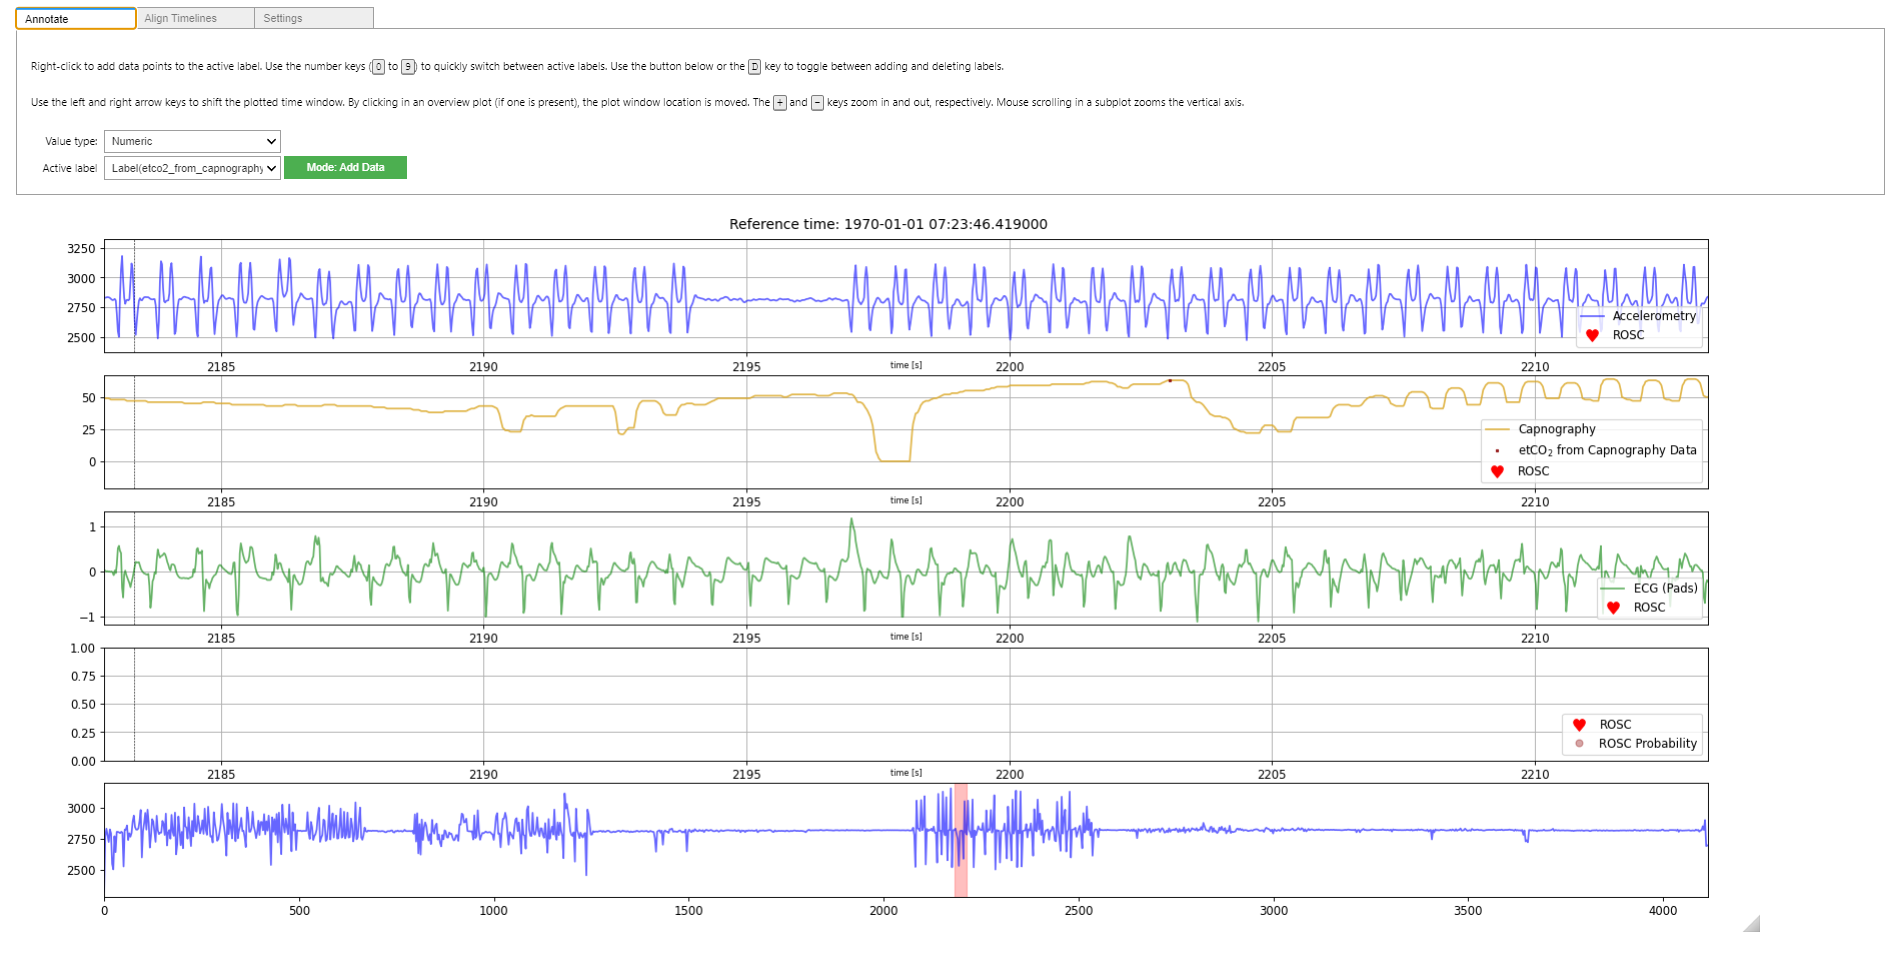 Annotate Align Timelines Settings
Right-click to add data points to the active label. Use the number keys (0 to 9) to quickly switch between active labels. Use the button below or the D key to toggle between adding and deleting labels.
Use the left and right arrow keys to shift the plotted time window. By clicking in an overview plot (if one is present), the plot window location is moved. The + and − keys zoom in and out, respectively. Mouse scrolling in a subplot zooms the vertical axis.
Value type: Numeric
Active label Label(etco2_from_capnography Mode: Add Data
Reference time: 1970-01-01 07:23:46.419000
3250
3000
2750
2500
Accelerometry
ROSC
2185 2190 2195 time [s] 2200 2205 2210
50
25
0
Capnography
etCO₂ from Capnography Data
ROSC
2185 2190 2195 time [s] 2200 2205 2210
1
0
−1
ECG (Pads)
ROSC
2185 2190 2195 time [s] 2200 2205 2210
1.00
0.75
0.50
0.25
0.00
ROSC
ROSC Probability
2185 2190 2195 time [s] 2200 2205 2210
3000
2750
2500
0 500 1000 1500 2000 2500 3000 3500 4000